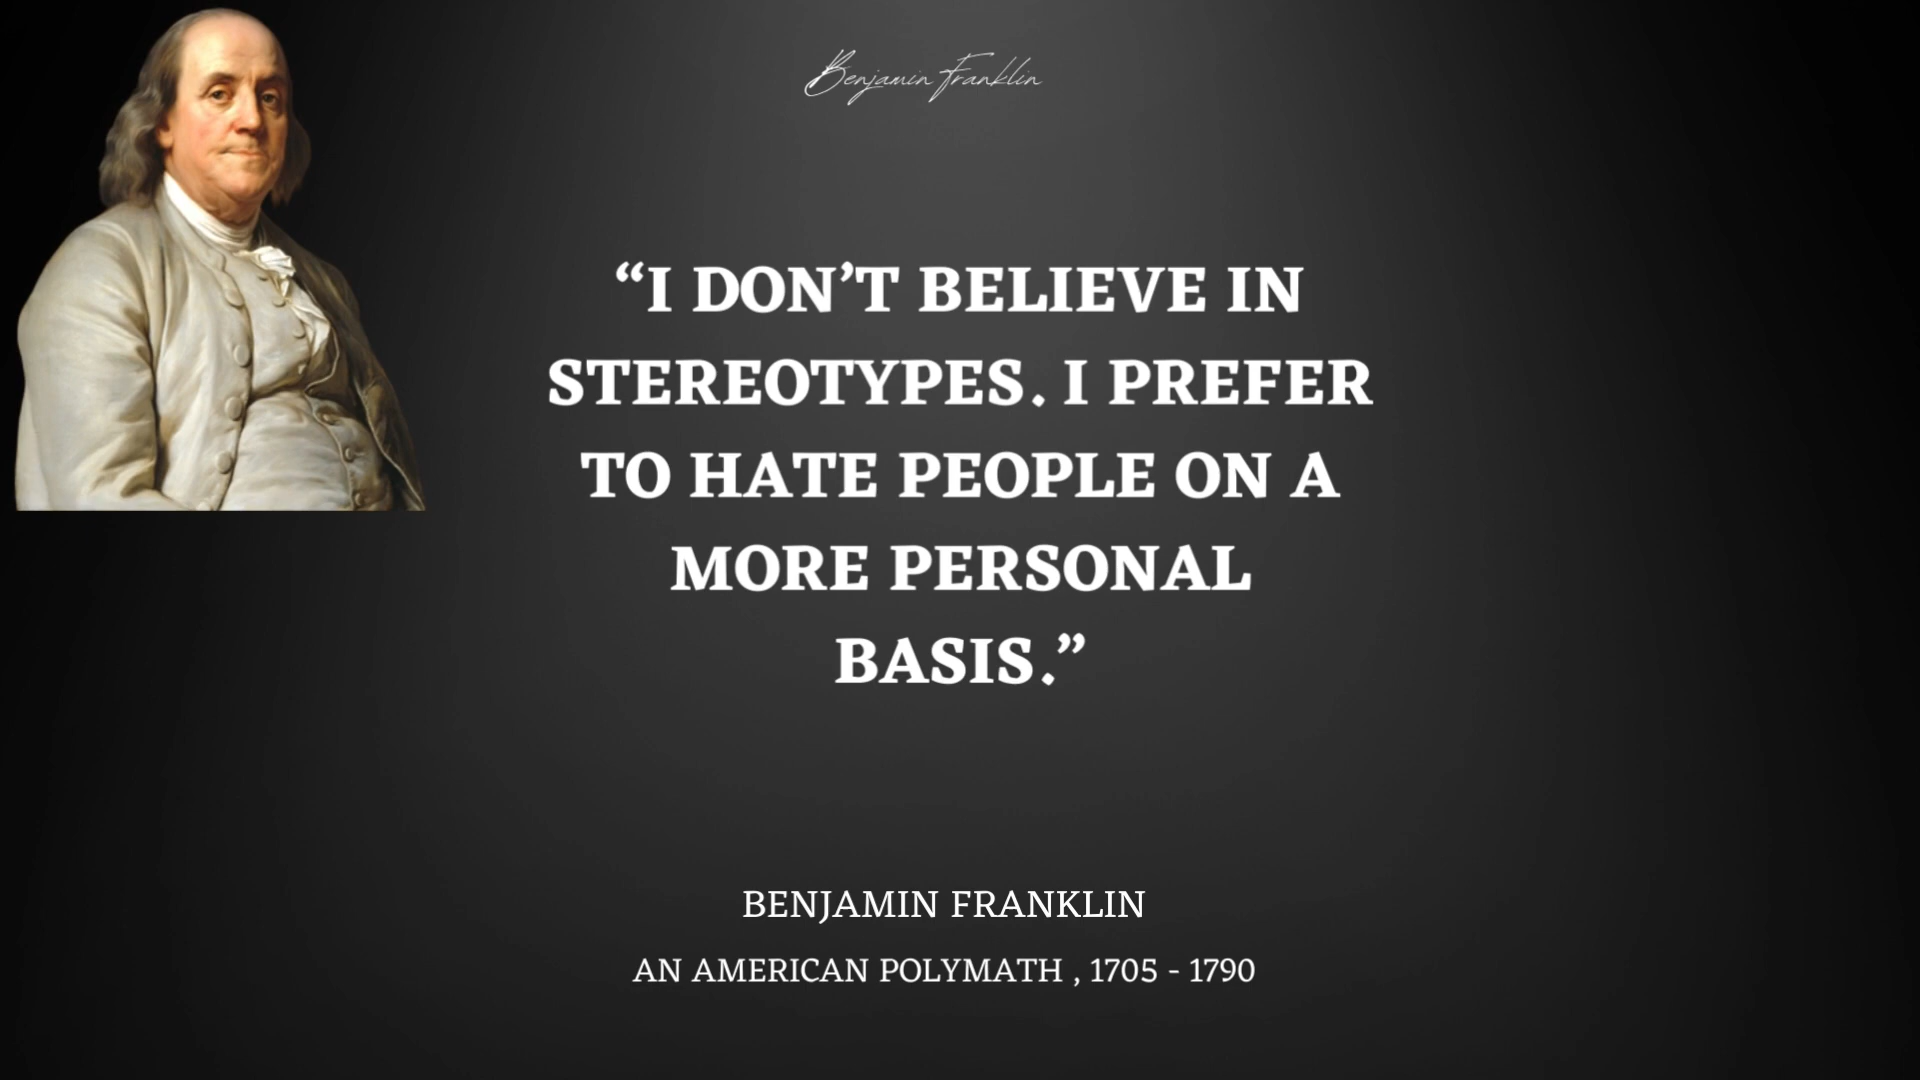 Benjamin Franklin
“I DON’T BELIEVE IN
STEREOTYPES. I PREFER
TO HATE PEOPLE ON A
MORE PERSONAL
BASIS.”
BENJAMIN FRANKLIN
AN AMERICAN POLYMATH , 1705 - 1790